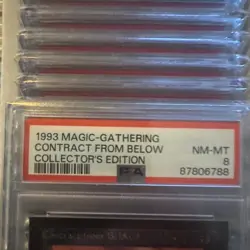 1993 MAGIC-GATHERING
CONTRACT FROM BELOW
COLLECTOR'S EDITION
NM-MT
8
87806788